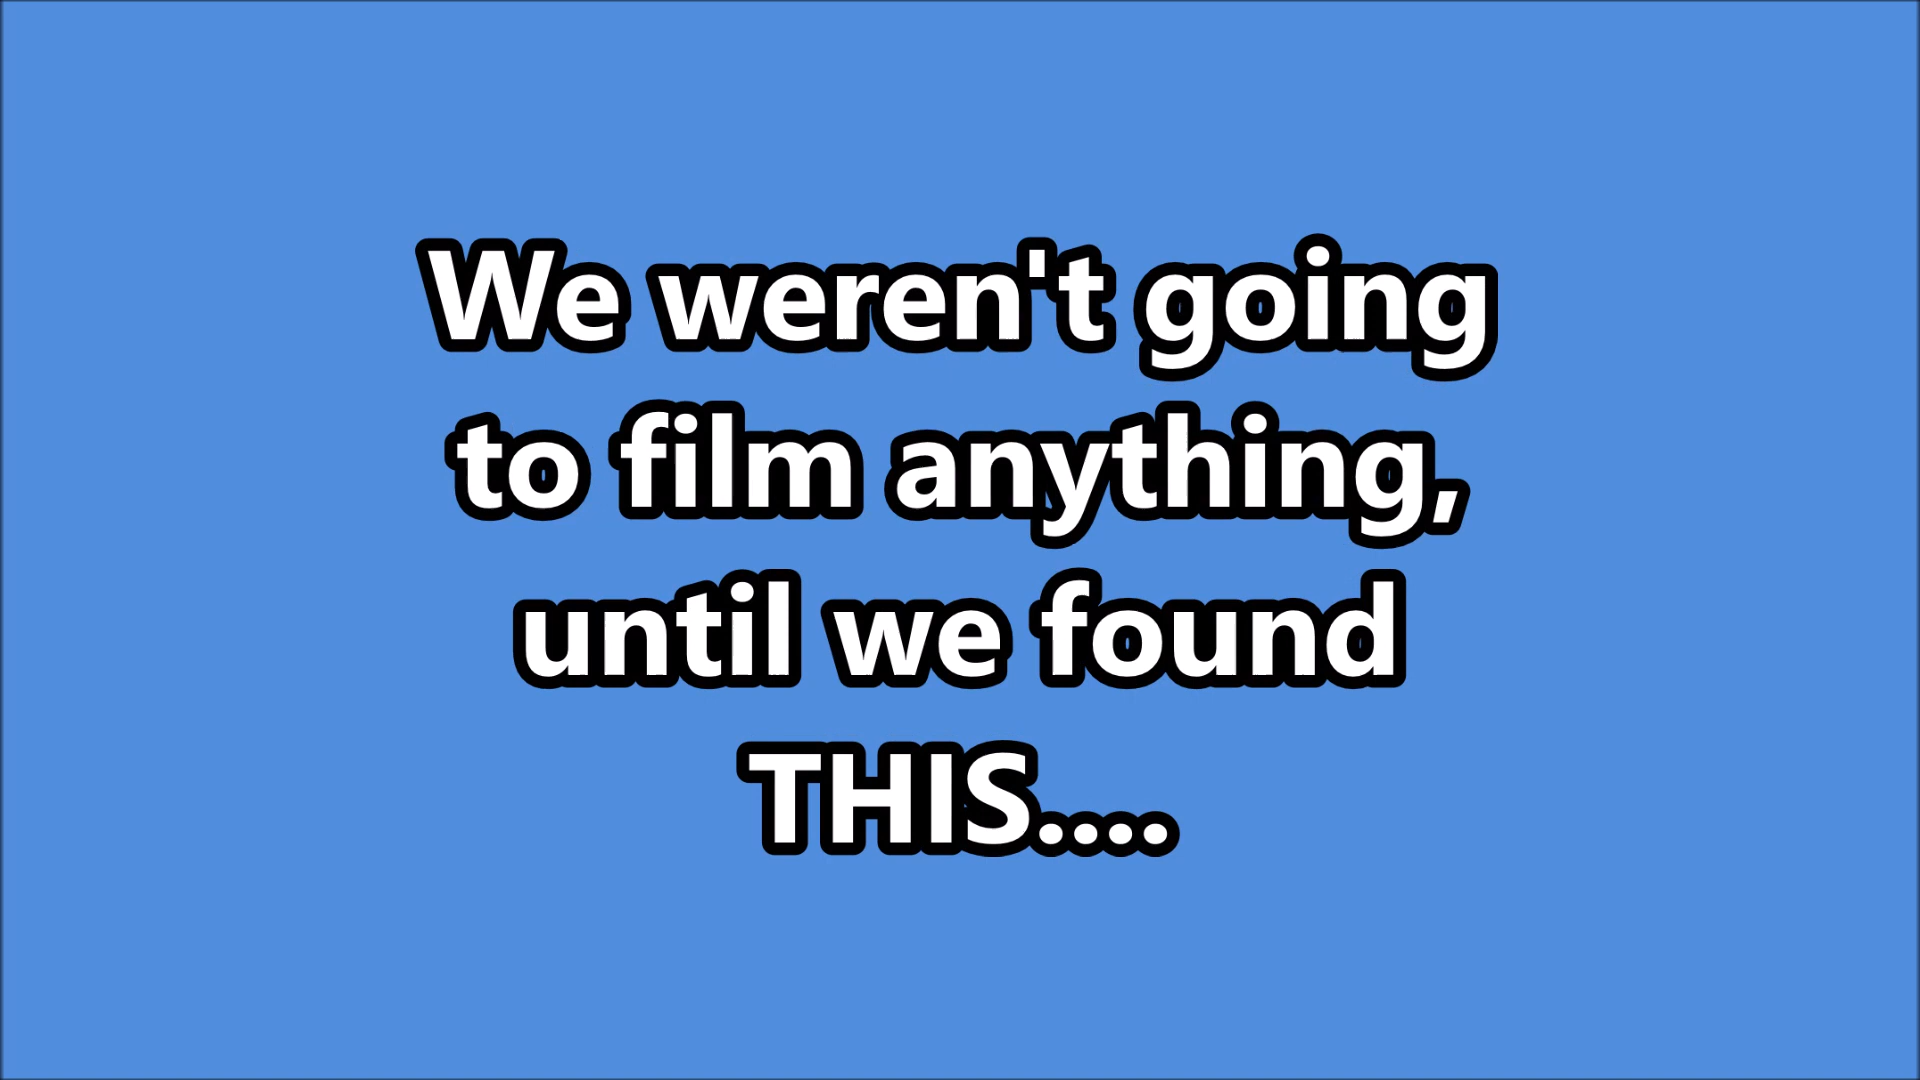 We weren't going
to film anything,
until we found
THIS....